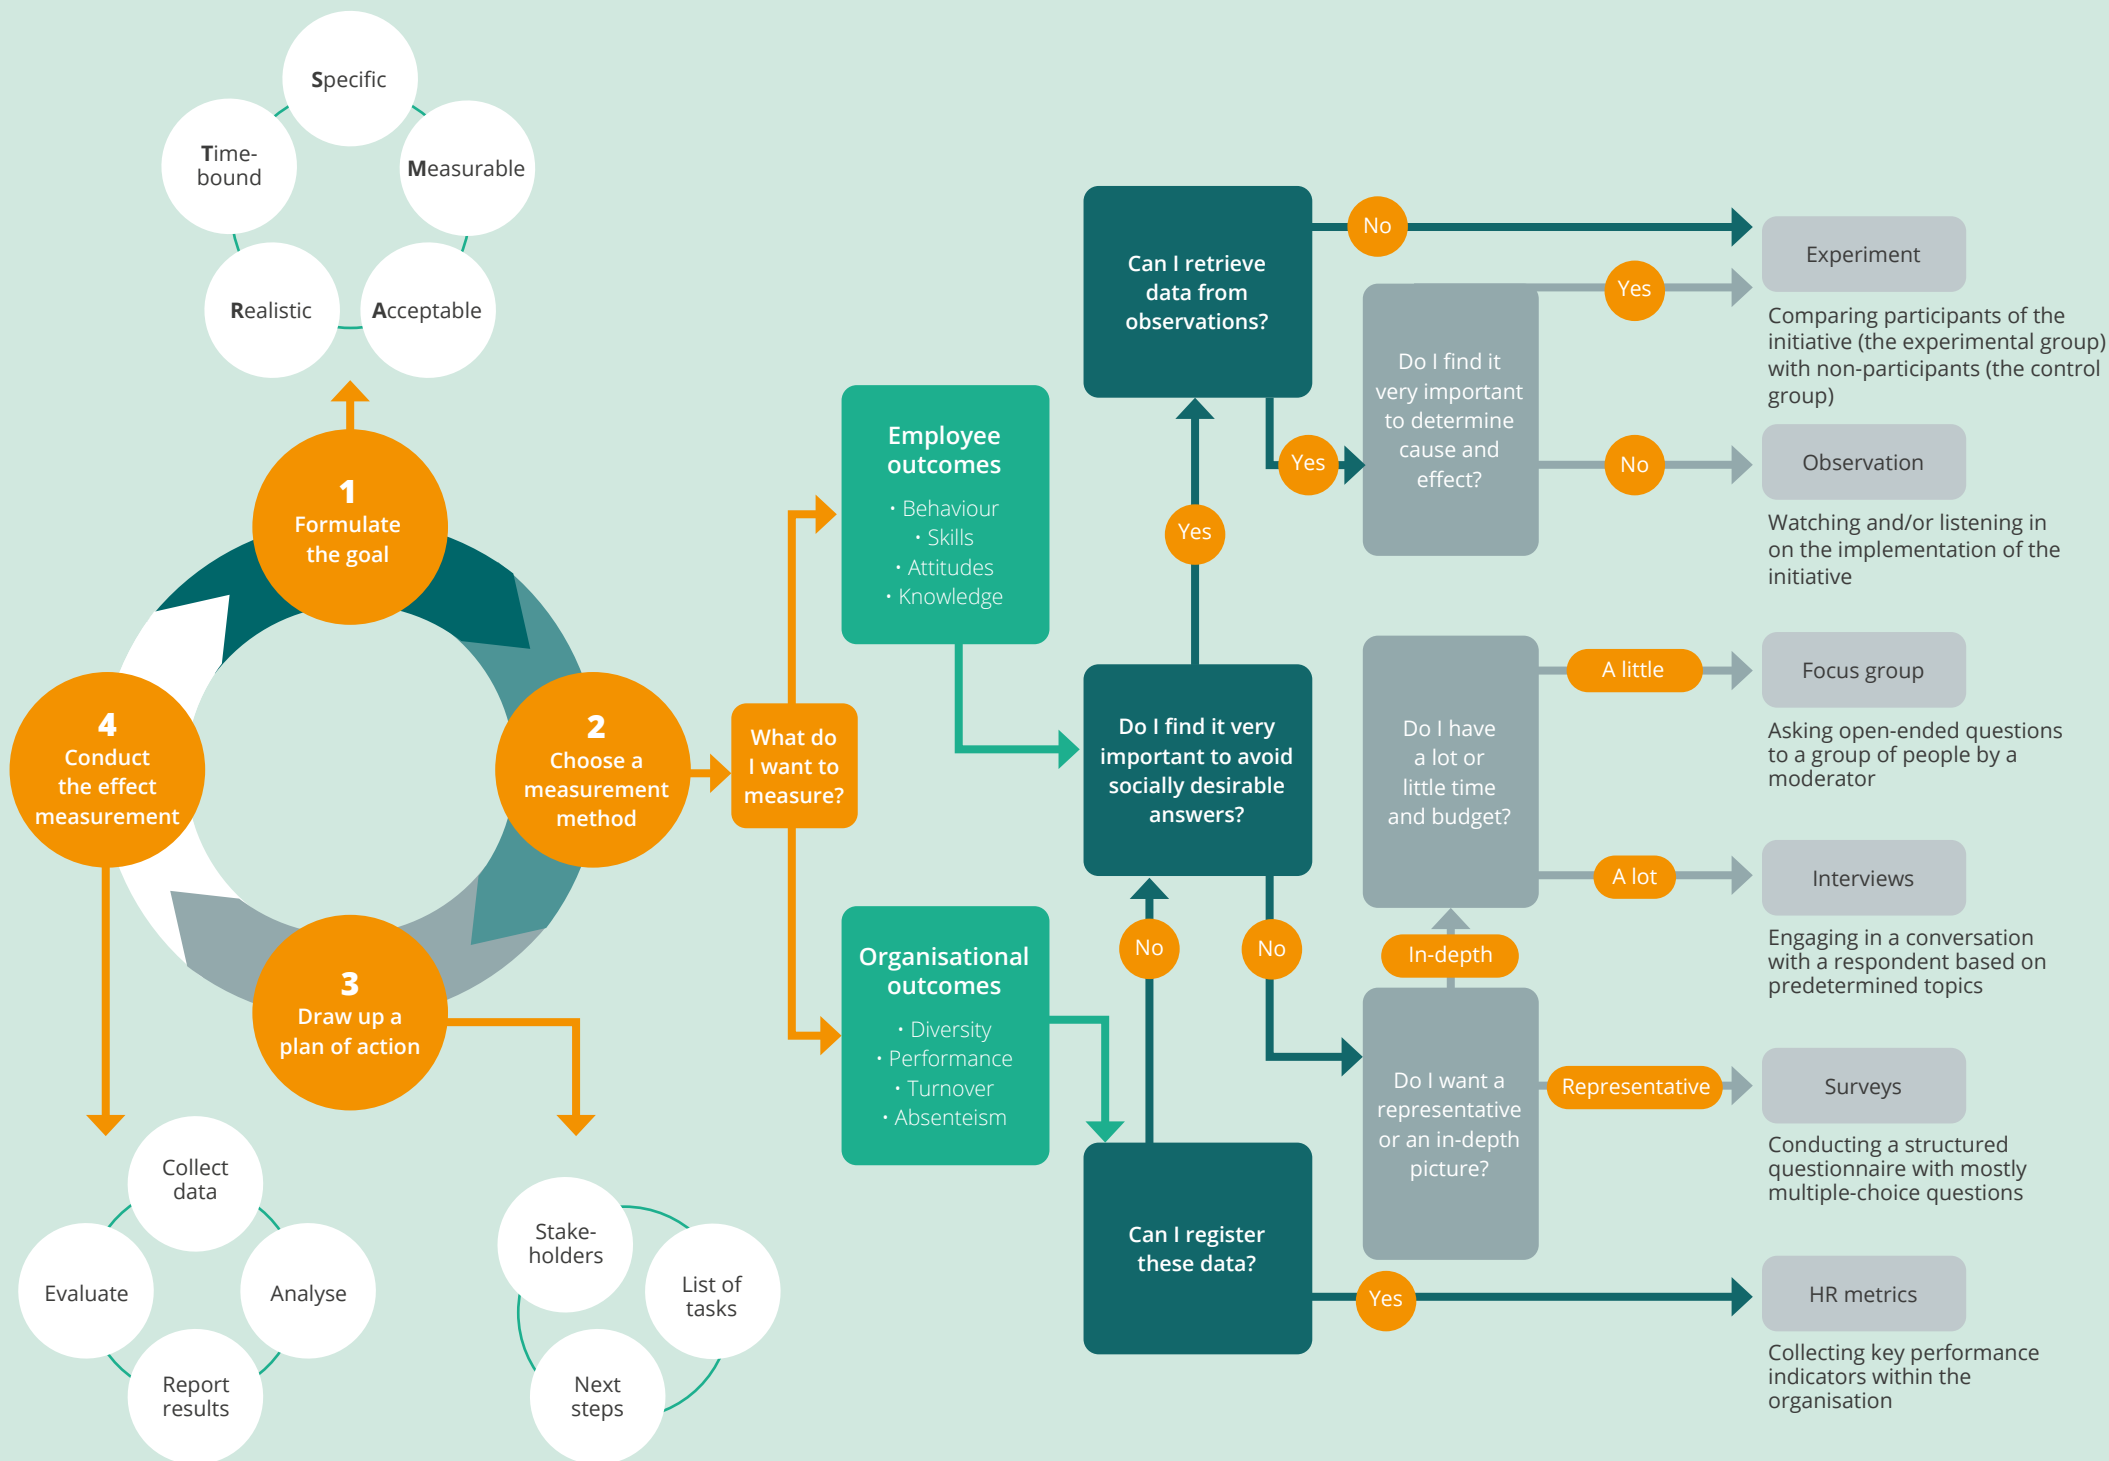 Specific
Time-
bound
Measurable
Realistic
Acceptable
1
Formulate
the goal
2
Choose a
measurement
method
3
Draw up a
plan of action
4
Conduct
the effect
measurement
Collect
data
Analyse
Report
results
Evaluate
Stake-
holders
List of
tasks
Next
steps
What do
I want to
measure?
Employee
outcomes
• Behaviour
• Skills
• Attitudes
• Knowledge
Organisational
outcomes
• Diversity
• Performance
• Turnover
• Absenteism
Can I retrieve
data from
observations?
No
Yes
Yes
Do I find it very
important to avoid
socially desirable
answers?
No
No
Can I register
these data?
Yes
Do I find it
very important
to determine
cause and
effect?
Yes
No
Do I have
a lot or
little time
and budget?
A little
A lot
In-depth
Do I want a
representative
or an in-depth
picture?
Representative
Experiment
Comparing participants of the
initiative (the experimental group)
with non-participants (the control
group)
Observation
Watching and/or listening in
on the implementation of the
initiative
Focus group
Asking open-ended questions
to a group of people by a
moderator
Interviews
Engaging in a conversation
with a respondent based on
predetermined topics
Surveys
Conducting a structured
questionnaire with mostly
multiple-choice questions
HR metrics
Collecting key performance
indicators within the
organisation